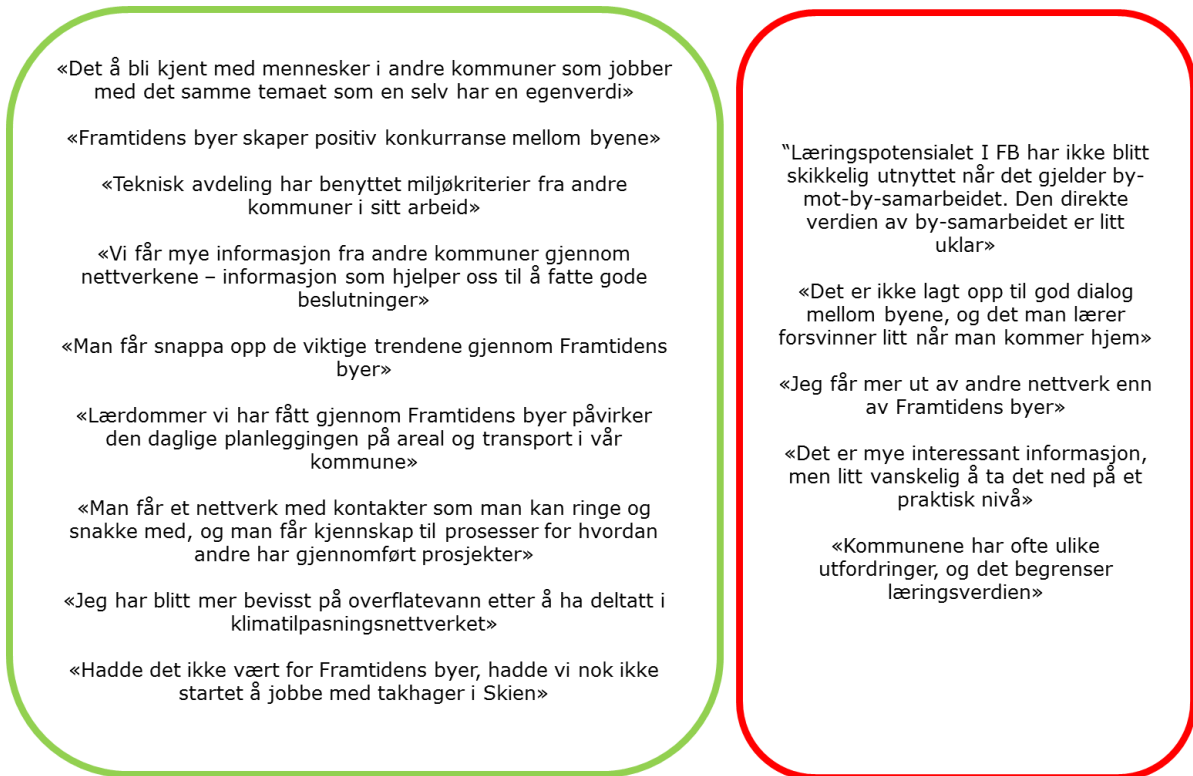 «Det å bli kjent med mennesker i andre kommuner som jobber
med det samme temaet som en selv har en egenverdi»
«Framtidens byer skaper positiv konkurranse mellom byene»
«Teknisk avdeling har benyttet miljøkriterier fra andre
kommuner i sitt arbeid»
«Vi får mye informasjon fra andre kommuner gjennom
nettverkene – informasjon som hjelper oss til å fatte gode
beslutninger»
«Man får snappa opp de viktige trendene gjennom Framtidens
byer»
«Lærdommer vi har fått gjennom Framtidens byer påvirker
den daglige planleggingen på areal og transport i vår
kommune»
«Man får et nettverk med kontakter som man kan ringe og
snakke med, og man får kjennskap til prosesser for hvordan
andre har gjennomført prosjekter»
«Jeg har blitt mer bevisst på overflatevann etter å ha deltatt i
klimatilpasningsnettverket»
«Hadde det ikke vært for Framtidens byer, hadde vi nok ikke
startet å jobbe med takhager i Skien»
“Læringspotensialet I FB har ikke blitt
skikkelig utnyttet når det gjelder by-
mot-by-samarbeidet. Den direkte
verdien av by-samarbeidet er litt
uklar»
«Det er ikke lagt opp til god dialog
mellom byene, og det man lærer
forsvinner litt når man kommer hjem»
«Jeg får mer ut av andre nettverk enn
av Framtidens byer»
«Det er mye interessant informasjon,
men litt vanskelig å ta det ned på et
praktisk nivå»
«Kommunene har ofte ulike
utfordringer, og det begrenser
læringsverdien»